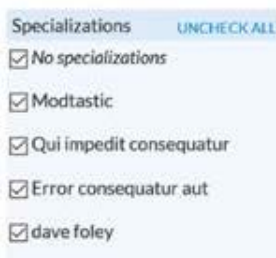 Specializations UNCHECK ALL
No specializations
Modtastic
Qui impedit consequatur
Error consequatur aut
dave foley